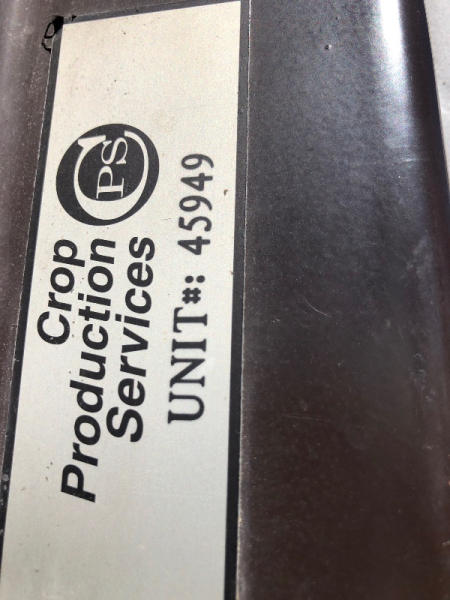 CPS
Crop
Production
Services
UNIT#: 45949